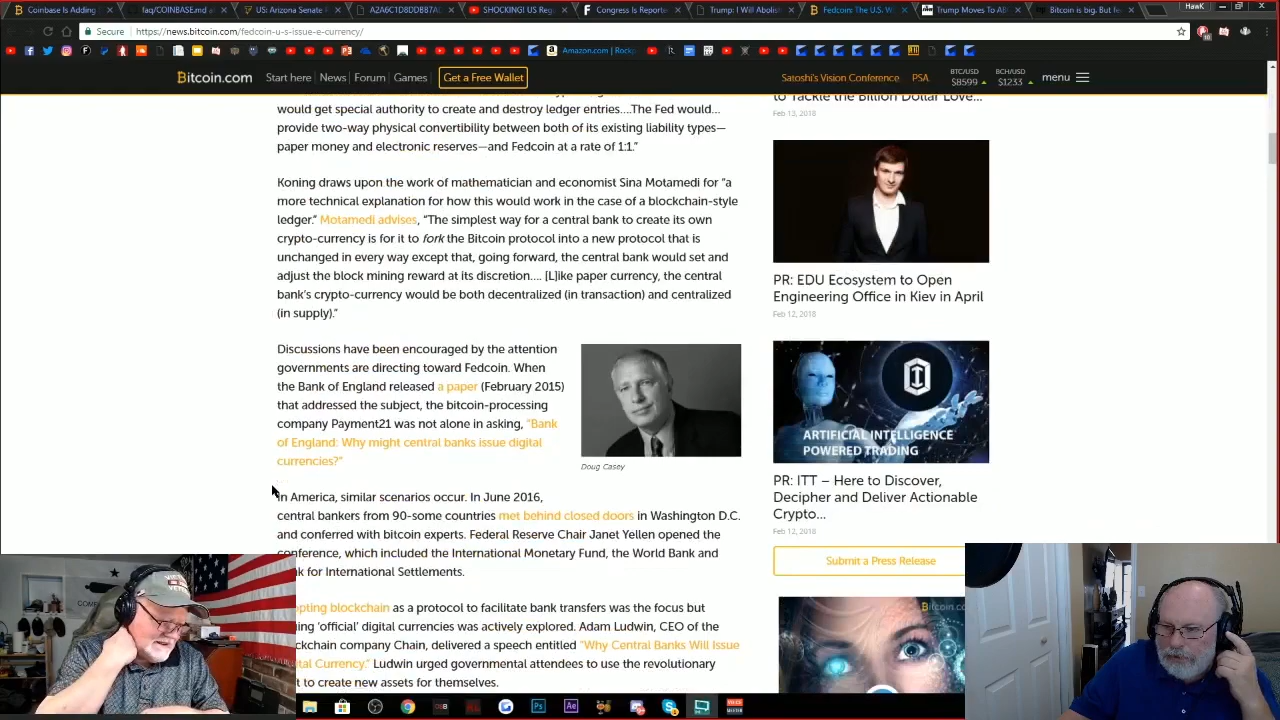 Coinbase Is Adding
faq/COINBASE.md a
US: Arizona Senate
A2A6C1D8DDB87A
SHOCKING! US Reg
Congress Is Reporte
Trump: I Will Abolis
Fedcoin: The U.S. W
Trump Moves To AB
Bitcoin is big. But fe
HawK
Secure
https://news.bitcoin.com/fedcoin-u-s-issue-e-currency/
Amazon.com | Rock
Bitcoin.com
Start here
News
Forum
Games
Get a Free Wallet
Satoshi's Vision Conference
PSA
BTC/USD
$8599
BCH/USD
$1233
menu
would get special authority to create and destroy ledger entries….The Fed would…
provide two-way physical convertibility between both of its existing liability types—
paper money and electronic reserves—and Fedcoin at a rate of 1:1."
Koning draws upon the work of mathematician and economist Sina Motamedi for "a
more technical explanation for how this would work in the case of a blockchain-style
ledger." Motamedi advises, "The simplest way for a central bank to create its own
crypto-currency is for it to fork the Bitcoin protocol into a new protocol that is
unchanged in every way except that, going forward, the central bank would set and
adjust the block mining reward at its discretion…. [L]ike paper currency, the central
bank's crypto-currency would be both decentralized (in transaction) and centralized
(in supply)."
Discussions have been encouraged by the attention
governments are directing toward Fedcoin. When
the Bank of England released a paper (February 2015)
that addressed the subject, the bitcoin-processing
company Payment21 was not alone in asking, "Bank
of England: Why might central banks issue digital
currencies?"
Doug Casey
In America, similar scenarios occur. In June 2016,
central bankers from 90-some countries met behind closed doors in Washington D.C.
and conferred with bitcoin experts. Federal Reserve Chair Janet Yellen opened the
conference, which included the International Monetary Fund, the World Bank and
for International Settlements.
blockchain as a protocol to facilitate bank transfers was the focus but
'official' digital currencies was actively explored. Adam Ludwin, CEO of the
company Chain, delivered a speech entitled "Why Central Banks Will Issue
Currency." Ludwin urged governmental attendees to use the revolutionary
to create new assets for themselves.
to Tackle the Billion Dollar Love…
Feb 13, 2018
PR: EDU Ecosystem to Open
Engineering Office in Kiev in April
Feb 12, 2018
ARTIFICIAL INTELLIGENCE
POWERED TRADING
PR: ITT – Here to Discover,
Decipher and Deliver Actionable
Crypto…
Feb 12, 2018
Submit a Press Release
Bitcoin.co